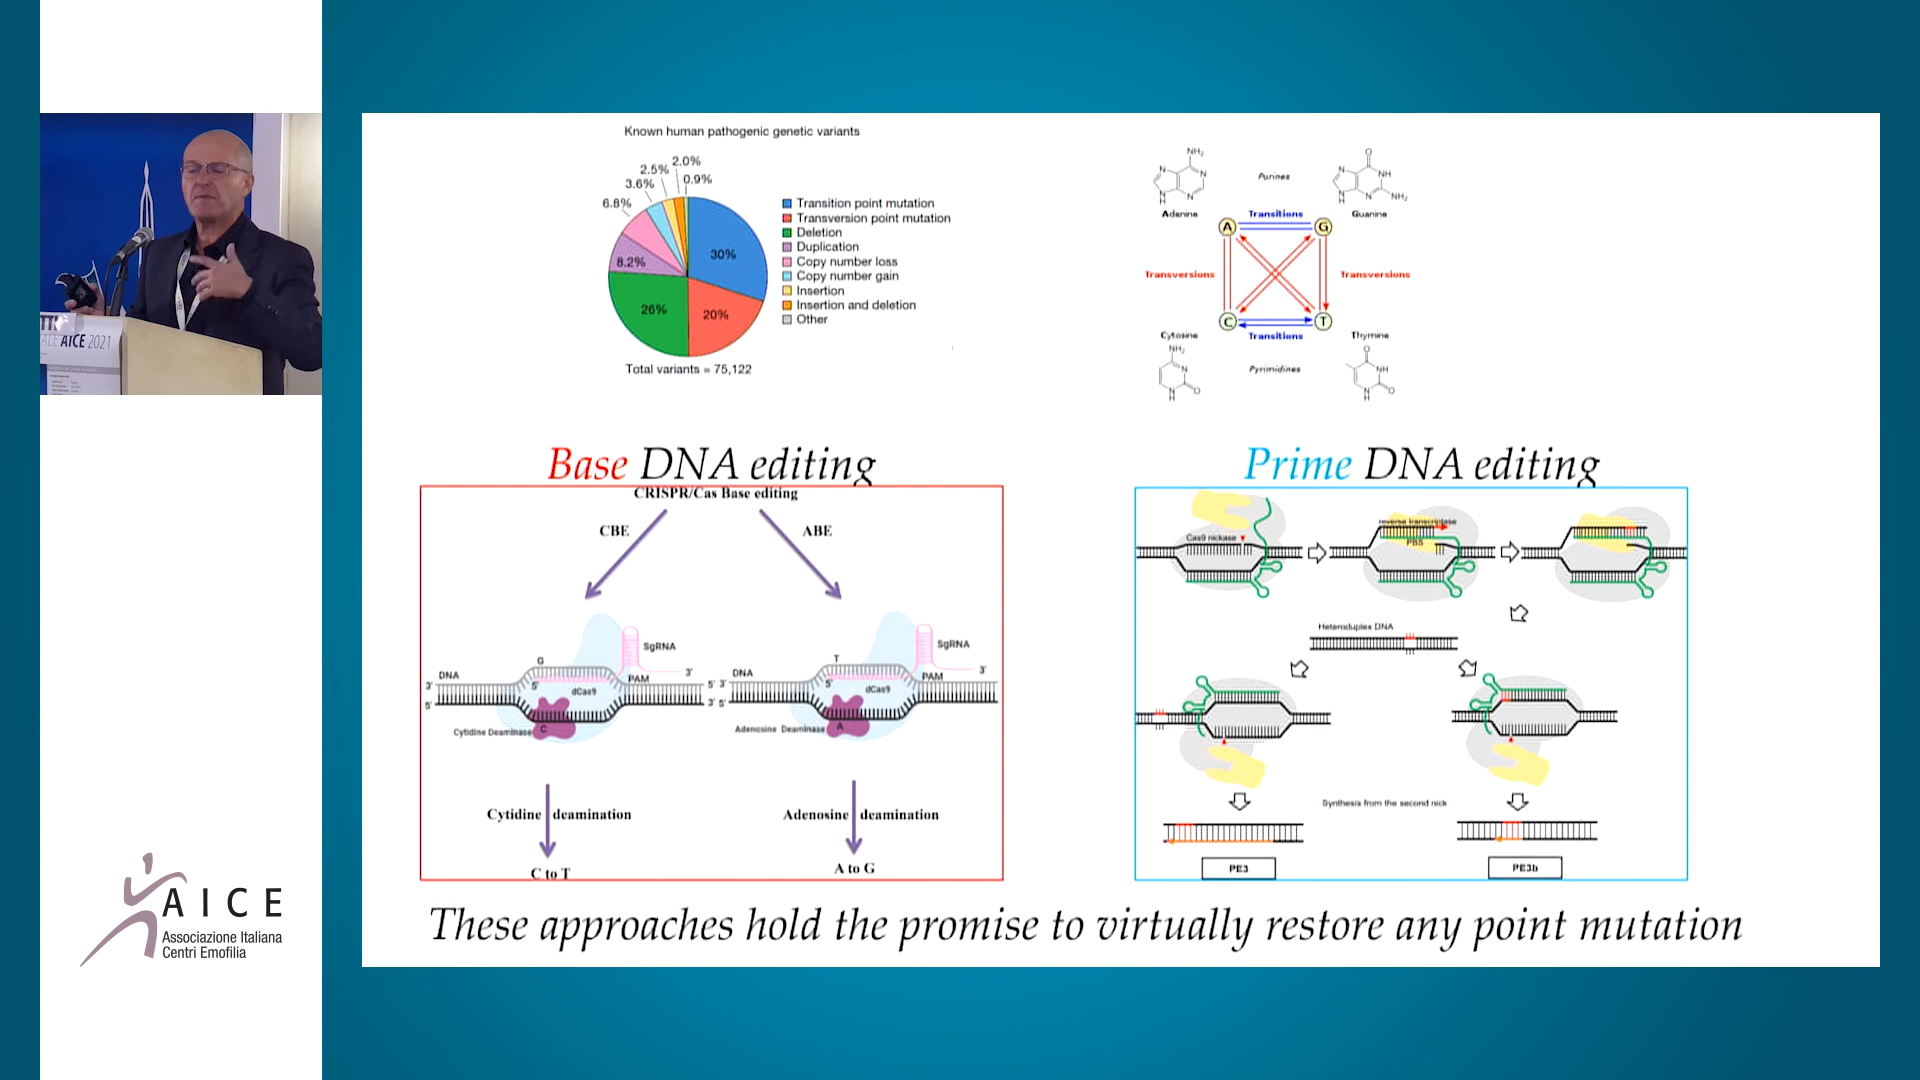 TTI
ACE AICE 2021
AICE
Associazione Italiana
Centri Emofilia
Known human pathogenic genetic variants
2.0%
2.5%
0.9%
3.6%
6.8%
8.2%
30%
26%
20%
Transition point mutation
Transversion point mutation
Deletion
Duplication
Copy number loss
Copy number gain
Insertion
Insertion and deletion
Other
Total variants = 75,122
NH2
N
N
N
N
H
Purines
O
N
NH
N
H
N
NH2
Adenine
Transitions
Guanine
A
G
Transversions
Transversions
C
T
Cytosine
Transitions
Thymine
NH2
N
N
H
O
Pyrimidines
O
NH
N
H
O
Base DNA editing
CRISPR/Cas Base editing
CBE
ABE
SgRNA
G
DNA
3'
PAM
3'
5'
dCas9
5'
5'
3'
Cytidine Deaminase
C
SgRNA
T
DNA
3'
PAM
3'
5'
dCas9
5'
Adenosine Deaminase
A
Cytidine deamination
Adenosine deamination
C to T
A to G
Prime DNA editing
Cas9 nickase
reverse transcriptase
PBS
Heteroduplex DNA
Synthesis from the second nick
PE3
PE3b
These approaches hold the promise to virtually restore any point mutation